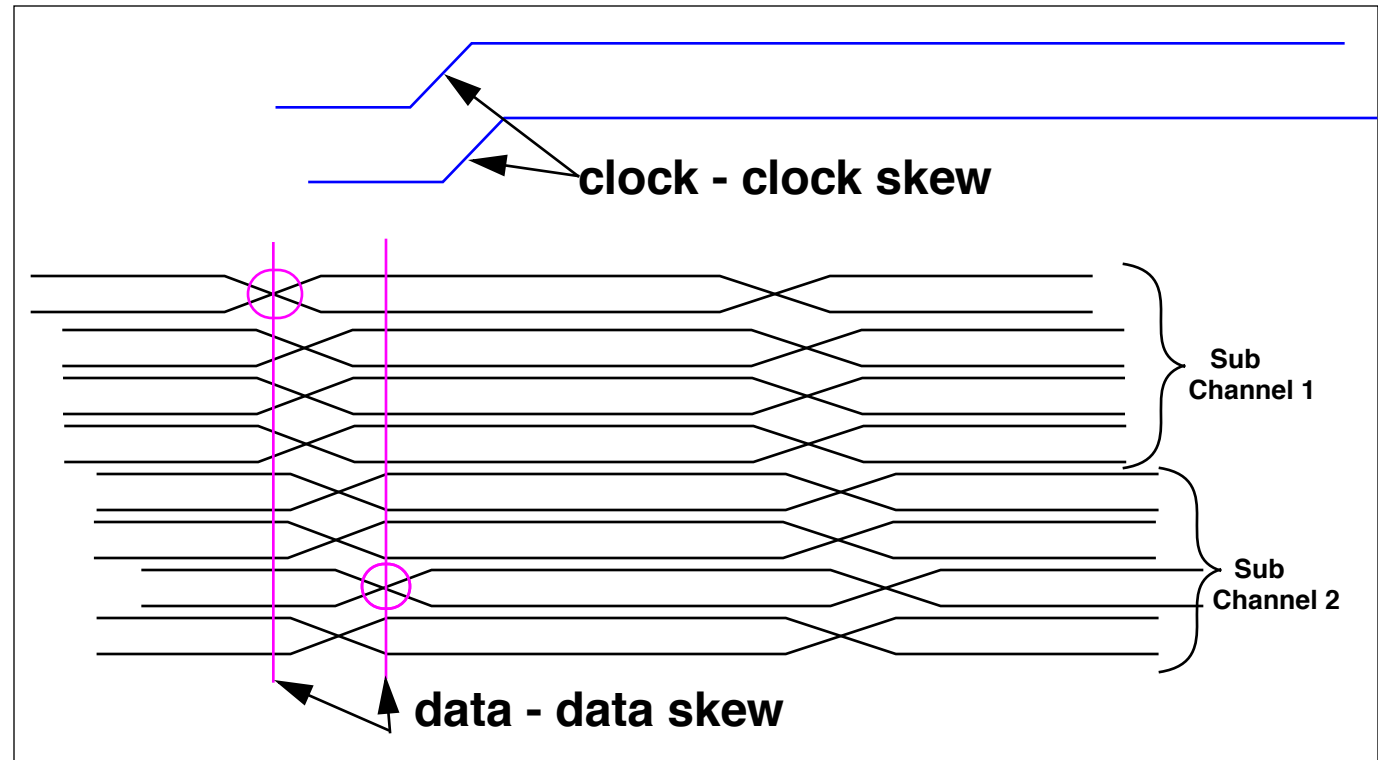 clock - clock skew
Sub
Channel 1
Sub
Channel 2
data - data skew